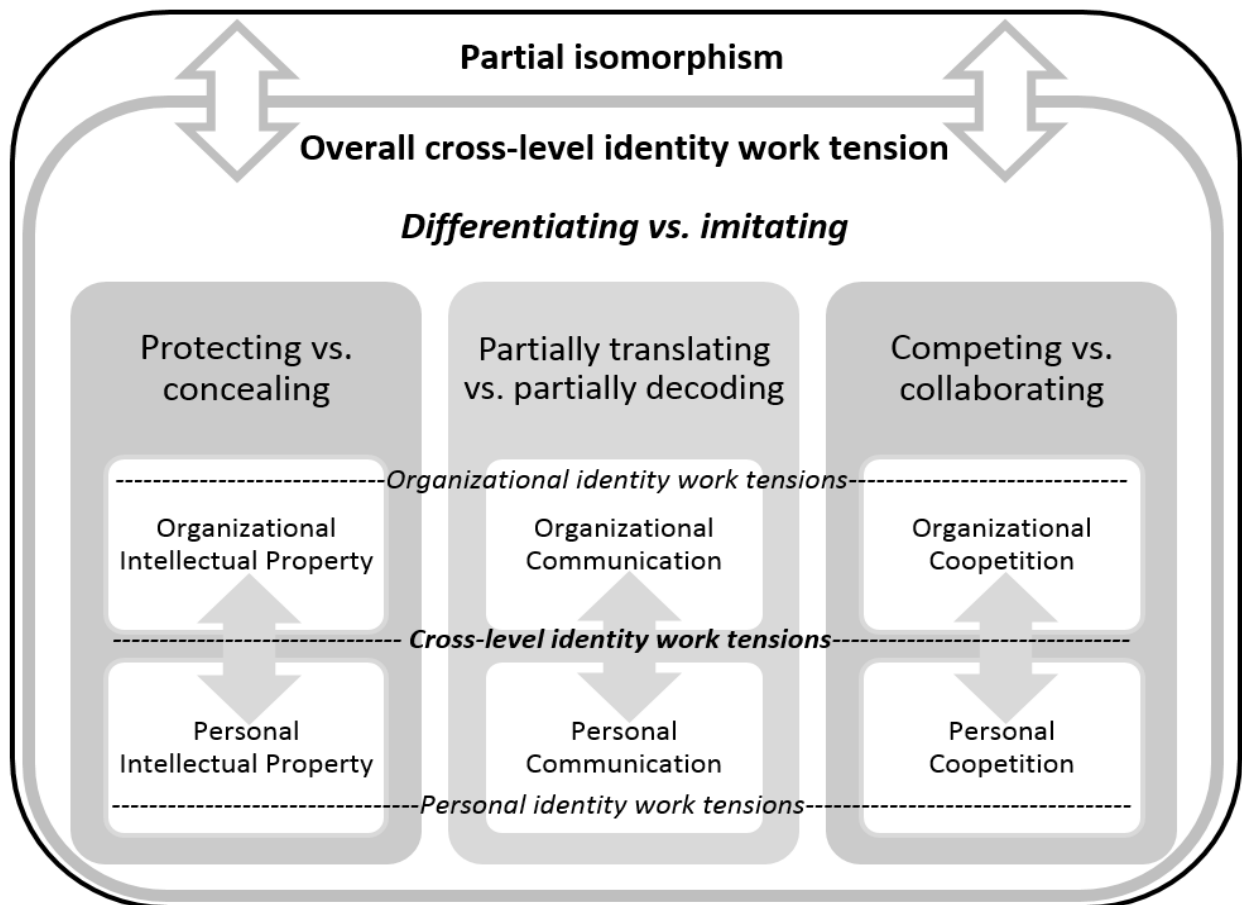 Partial isomorphism
Overall cross-level identity work tension
Differentiating vs. imitating
Protecting vs.
concealing
Partially translating
vs. partially decoding
Competing vs.
collaborating
Organizational identity work tensions
Organizational
Intellectual Property
Organizational
Communication
Organizational
Coopetition
Cross-level identity work tensions
Personal
Intellectual Property
Personal
Communication
Personal
Coopetition
Personal identity work tensions